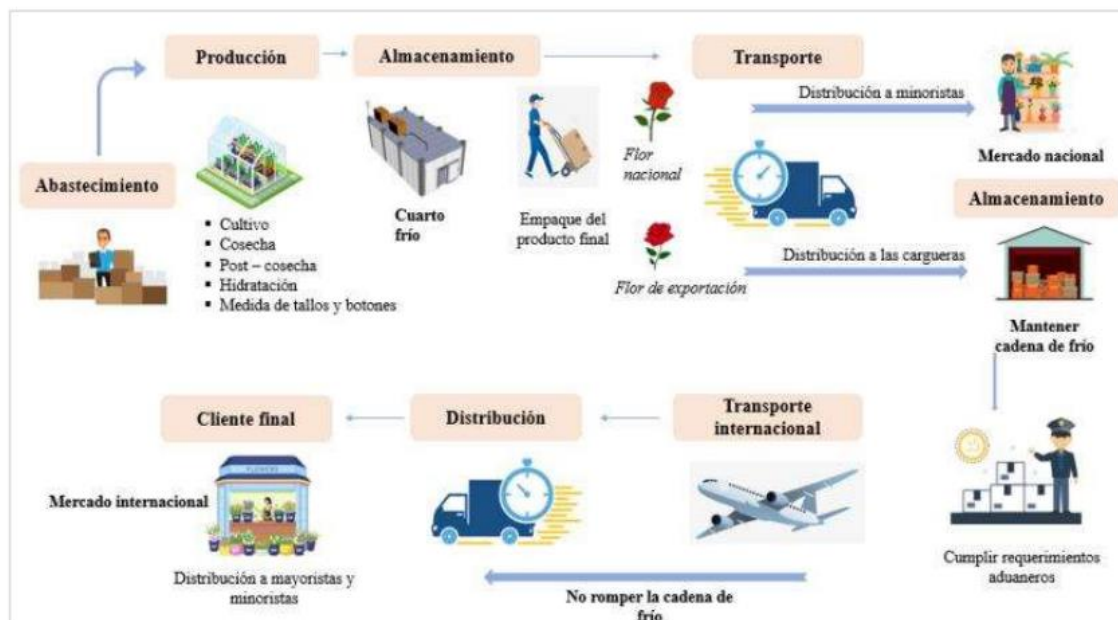 Abastecimiento
Producción
▪ Cultivo
▪ Cosecha
▪ Post – cosecha
▪ Hidratación
▪ Medida de tallos y botones
Almacenamiento
Cuarto
frío
Empaque del
producto final
Flor
nacional
Flor de exportación
Transporte
Distribución a minoristas
Mercado nacional
Distribución a las cargueras
Almacenamiento
Mantener
cadena de frío
Cumplir requerimientos
aduaneros
Transporte
internacional
No romper la cadena de
frío
Distribución
Cliente final
FLOWERS
Mercado internacional
Distribución a mayoristas y
minoristas